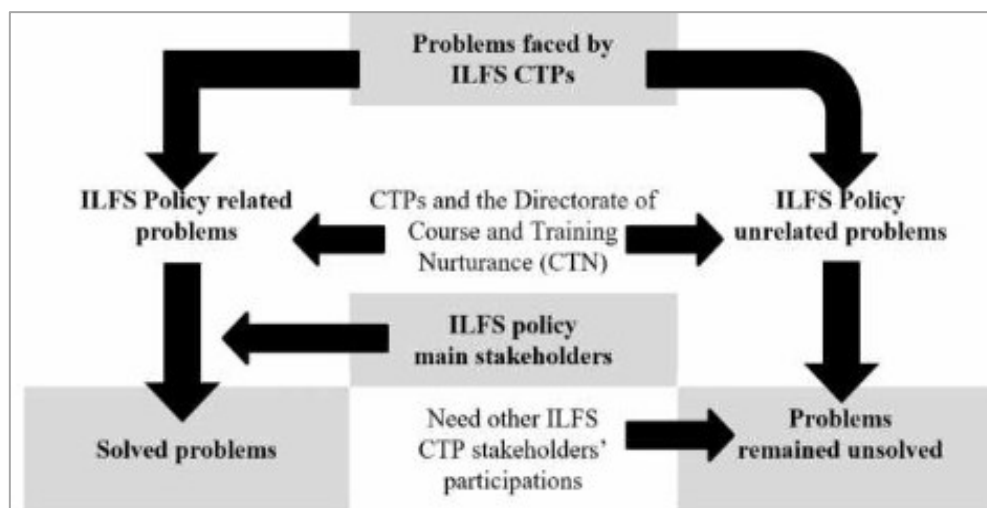 Problems faced by
ILFS CTPs
ILFS Policy related
problems
CTPs and the Directorate of
Course and Training
Nurturance (CTN)
ILFS Policy
unrelated problems
ILFS policy
main stakeholders
Solved problems
Need other ILFS
CTP stakeholders’
participations
Problems
remained unsolved